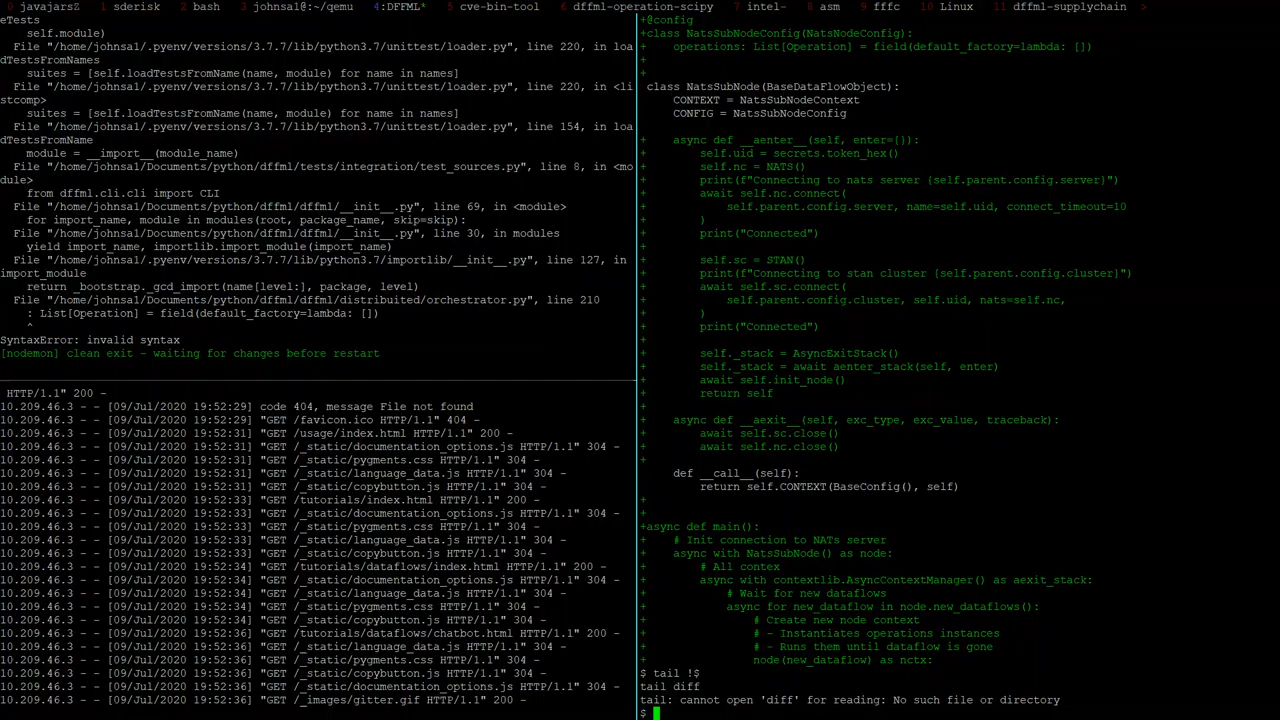 0 javajarsZ 1 sderisk 2 bash 3 johnsa1@:~/qemu 4:DFFML* 5 cve-bin-tool 6 dffml-operation-scipy 7 intel- 8 asm 9 fffc 10 Linux 11 dffml-supplychain >
eTests
self.module)
File "/home/johnsa1/.pyenv/versions/3.7.7/lib/python3.7/unittest/loader.py", line 220, in loa
dTestsFromNames
suites = [self.loadTestsFromName(name, module) for name in names]
File "/home/johnsa1/.pyenv/versions/3.7.7/lib/python3.7/unittest/loader.py", line 220, in <li
stcomp>
suites = [self.loadTestsFromName(name, module) for name in names]
File "/home/johnsa1/.pyenv/versions/3.7.7/lib/python3.7/unittest/loader.py", line 154, in loa
dTestsFromName
module = __import__(module_name)
File "/home/johnsa1/Documents/python/dffml/tests/integration/test_sources.py", line 8, in <mo
dule>
from dffml.cli.cli import CLI
File "/home/johnsa1/Documents/python/dffml/dffml/__init__.py", line 69, in <module>
for import_name, module in modules(root, package_name, skip=skip):
File "/home/johnsa1/Documents/python/dffml/dffml/__init__.py", line 30, in modules
yield import_name, importlib.import_module(import_name)
File "/home/johnsa1/.pyenv/versions/3.7.7/lib/python3.7/importlib/__init__.py", line 127, in
import_module
return _bootstrap._gcd_import(name[level:], package, level)
File "/home/johnsa1/Documents/python/dffml/dffml/distribuited/orchestrator.py", line 210
: List[Operation] = field(default_factory=lambda: [])
^
SyntaxError: invalid syntax
[nodemon] clean exit - waiting for changes before restart
HTTP/1.1" 200 -
10.209.46.3 - - [09/Jul/2020 19:52:29] code 404, message File not found
10.209.46.3 - - [09/Jul/2020 19:52:29] "GET /favicon.ico HTTP/1.1" 404 -
10.209.46.3 - - [09/Jul/2020 19:52:31] "GET /usage/index.html HTTP/1.1" 200 -
10.209.46.3 - - [09/Jul/2020 19:52:31] "GET /_static/documentation_options.js HTTP/1.1" 304 -
10.209.46.3 - - [09/Jul/2020 19:52:31] "GET /_static/pygments.css HTTP/1.1" 304 -
10.209.46.3 - - [09/Jul/2020 19:52:31] "GET /_static/language_data.js HTTP/1.1" 304 -
10.209.46.3 - - [09/Jul/2020 19:52:31] "GET /_static/copybutton.js HTTP/1.1" 304 -
10.209.46.3 - - [09/Jul/2020 19:52:33] "GET /tutorials/index.html HTTP/1.1" 200 -
10.209.46.3 - - [09/Jul/2020 19:52:33] "GET /_static/documentation_options.js HTTP/1.1" 304 -
10.209.46.3 - - [09/Jul/2020 19:52:33] "GET /_static/pygments.css HTTP/1.1" 304 -
10.209.46.3 - - [09/Jul/2020 19:52:33] "GET /_static/language_data.js HTTP/1.1" 304 -
10.209.46.3 - - [09/Jul/2020 19:52:33] "GET /_static/copybutton.js HTTP/1.1" 304 -
10.209.46.3 - - [09/Jul/2020 19:52:34] "GET /tutorials/dataflows/index.html HTTP/1.1" 200 -
10.209.46.3 - - [09/Jul/2020 19:52:34] "GET /_static/documentation_options.js HTTP/1.1" 304 -
10.209.46.3 - - [09/Jul/2020 19:52:34] "GET /_static/language_data.js HTTP/1.1" 304 -
10.209.46.3 - - [09/Jul/2020 19:52:34] "GET /_static/pygments.css HTTP/1.1" 304 -
10.209.46.3 - - [09/Jul/2020 19:52:34] "GET /_static/copybutton.js HTTP/1.1" 304 -
10.209.46.3 - - [09/Jul/2020 19:52:36] "GET /tutorials/dataflows/chatbot.html HTTP/1.1" 200 -
10.209.46.3 - - [09/Jul/2020 19:52:36] "GET /_static/language_data.js HTTP/1.1" 304 -
10.209.46.3 - - [09/Jul/2020 19:52:36] "GET /_static/pygments.css HTTP/1.1" 304 -
10.209.46.3 - - [09/Jul/2020 19:52:36] "GET /_static/copybutton.js HTTP/1.1" 304 -
10.209.46.3 - - [09/Jul/2020 19:52:36] "GET /_static/documentation_options.js HTTP/1.1" 304 -
10.209.46.3 - - [09/Jul/2020 19:52:36] "GET /_images/gitter.gif HTTP/1.1" 200 -
+@config
+class NatsSubNodeConfig(NatsNodeConfig):
+ operations: List[Operation] = field(default_factory=lambda: [])
+
+
class NatsSubNode(BaseDataFlowObject):
CONTEXT = NatsSubNodeContext
CONFIG = NatsSubNodeConfig
+ async def __aenter__(self, enter={}):
+ self.uid = secrets.token_hex()
+ self.nc = NATS()
+ print(f"Connecting to nats server {self.parent.config.server}")
+ await self.nc.connect(
+ self.parent.config.server, name=self.uid, connect_timeout=10
+ )
+ print("Connected")
+
+ self.sc = STAN()
+ print(f"Connecting to stan cluster {self.parent.config.cluster}")
+ await self.sc.connect(
+ self.parent.config.cluster, self.uid, nats=self.nc,
+ )
+ print("Connected")
+
+ self._stack = AsyncExitStack()
+ self._stack = await aenter_stack(self, enter)
+ await self.init_node()
+ return self
+
+ async def __aexit__(self, exc_type, exc_value, traceback):
+ await self.sc.close()
+ await self.nc.close()
+
def __call__(self):
return self.CONTEXT(BaseConfig(), self)
+
+
+async def main():
+ # Init connection to NATs server
+ async with NatsSubNode() as node:
+ # All contex
+ async with contextlib.AsyncContextManager() as aexit_stack:
+ # Wait for new dataflows
+ async for new_dataflow in node.new_dataflows():
+ # Create new node context
+ # - Instantiates operations instances
+ # - Runs them until dataflow is gone
+ node(new_dataflow) as nctx:
$ tail !$
tail diff
tail: cannot open 'diff' for reading: No such file or directory
$